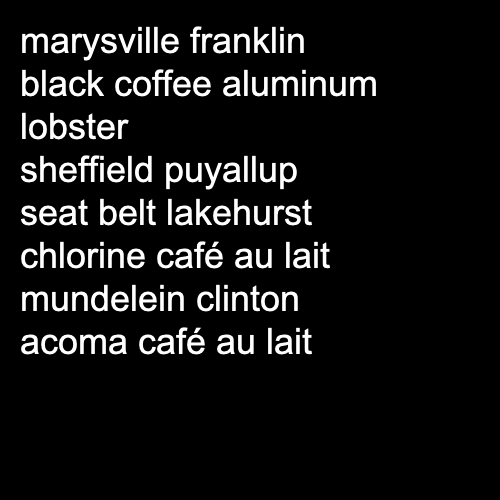 marysville franklin
black coffee aluminum
lobster
sheffield puyallup
seat belt lakehurst
chlorine café au lait
mundelein clinton
acoma café au lait